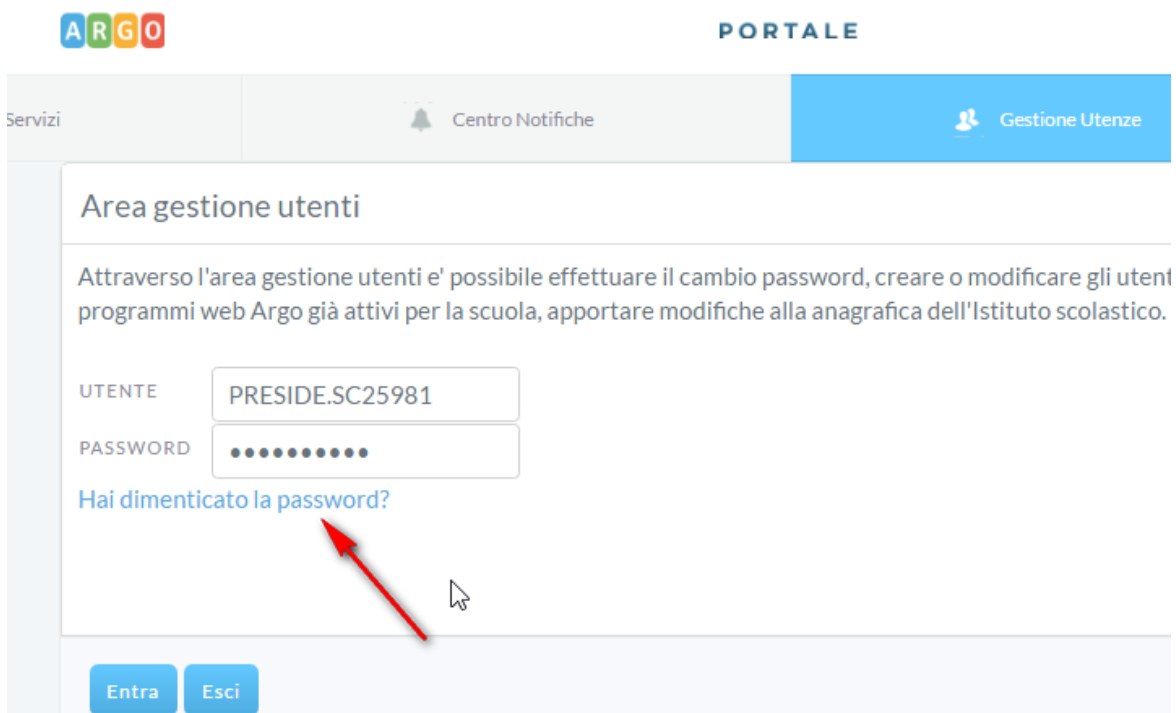 ARGO
PORTALE
Servizi
Centro Notifiche
Gestione Utenze
Area gestione utenti
Attraverso l'area gestione utenti e' possibile effettuare il cambio password, creare o modificare gli utent
programmi web Argo già attivi per la scuola, apportare modifiche alla anagrafica dell'Istituto scolastico.
UTENTE PRESIDE.SC25981
PASSWORD ••••••••••
Hai dimenticato la password?
Entra Esci